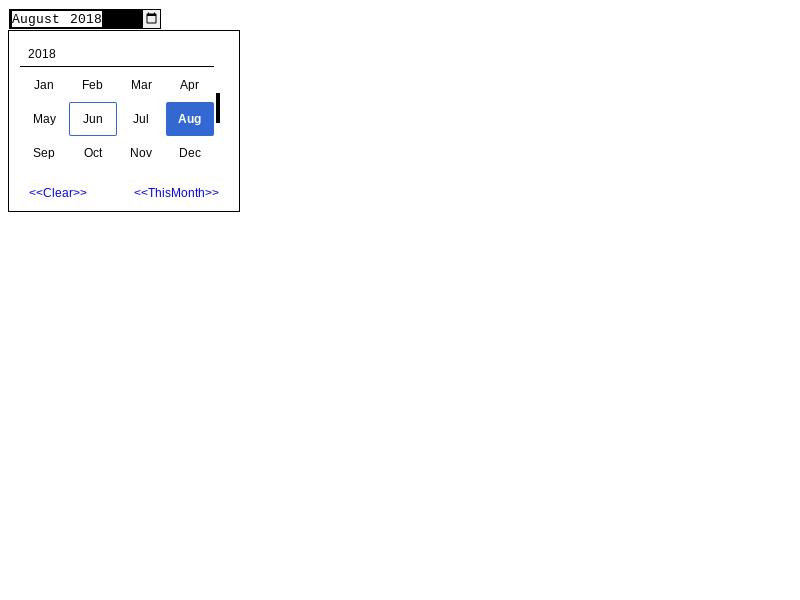 August 2018
2018
Jan Feb Mar Apr
May Jun Jul Aug
Sep Oct Nov Dec
<<Clear>> <<ThisMonth>>